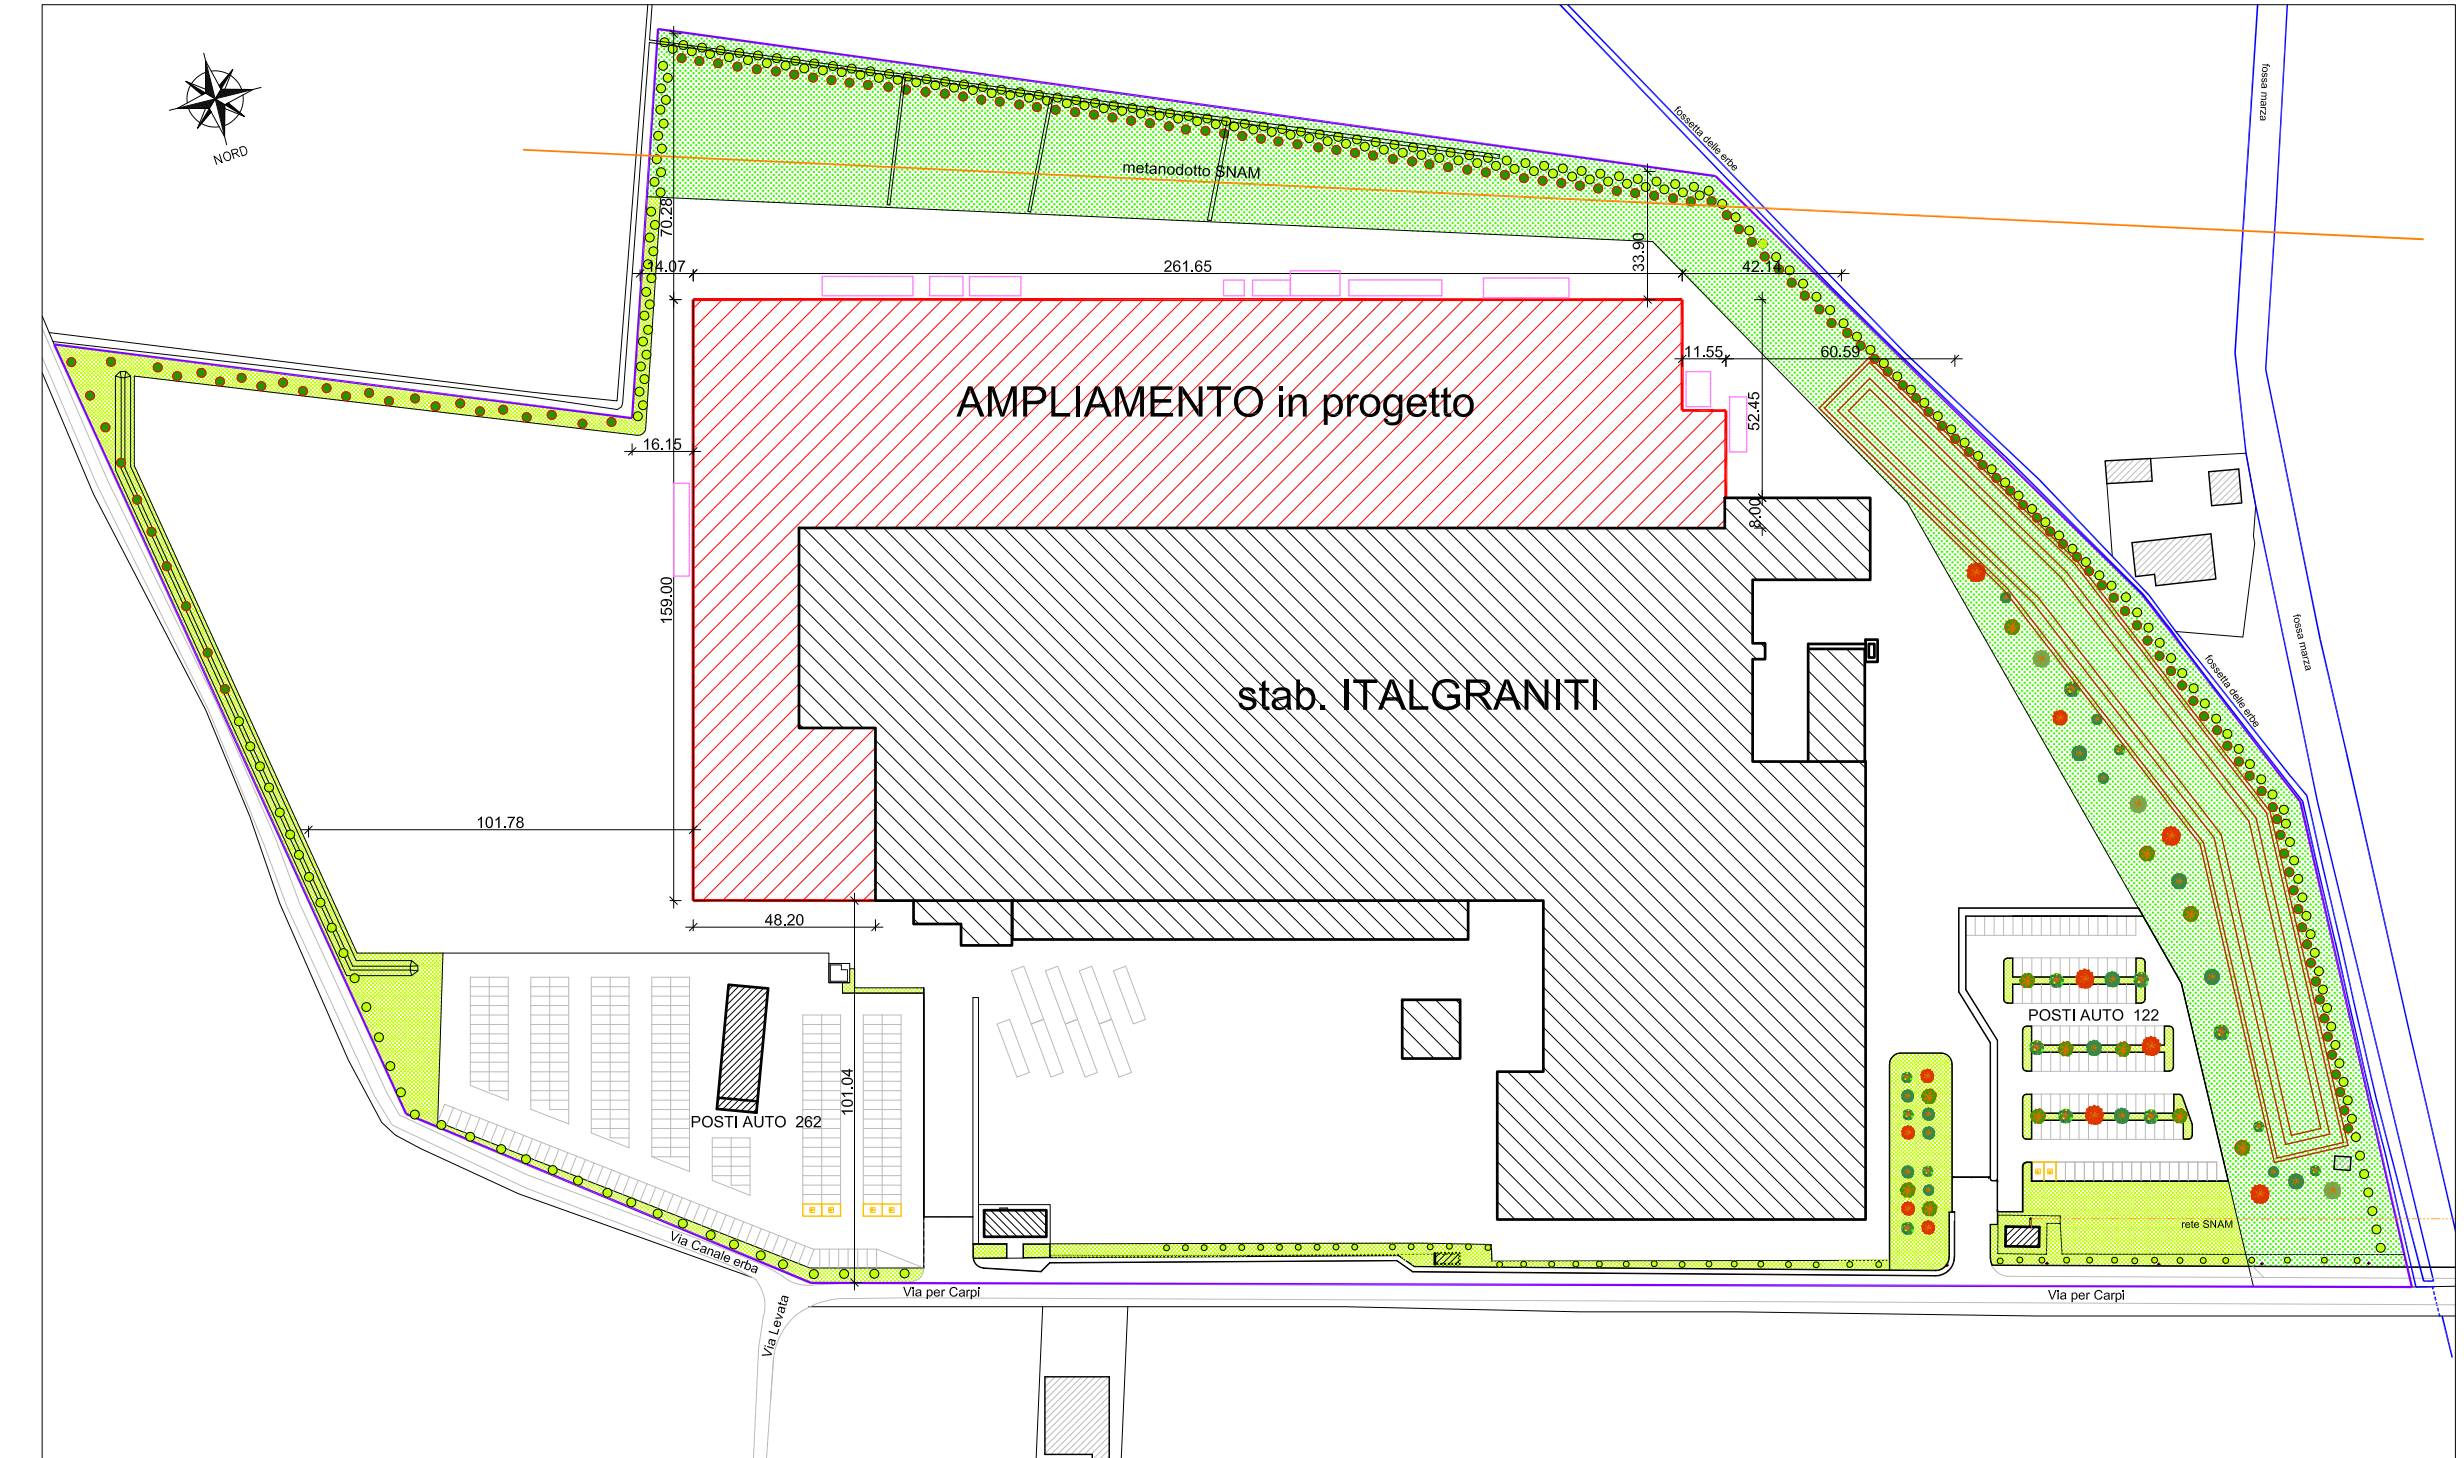 NORD
fossa marza
fossetta delle erbe
metanodotto SNAM
70.28
33.90
14.07
261.65
42.14
11.55
60.59
AMPLIAMENTO in progetto
52.45
16.15
8.00
159.00
stab. ITALGRANITI
fossa marza
fossetta delle erbe
101.78
48.20
POSTI AUTO 122
101.04
POSTI AUTO 262
rete SNAM
Via Canale erba
Via per Carpi
Via per Carpi
Via Levata